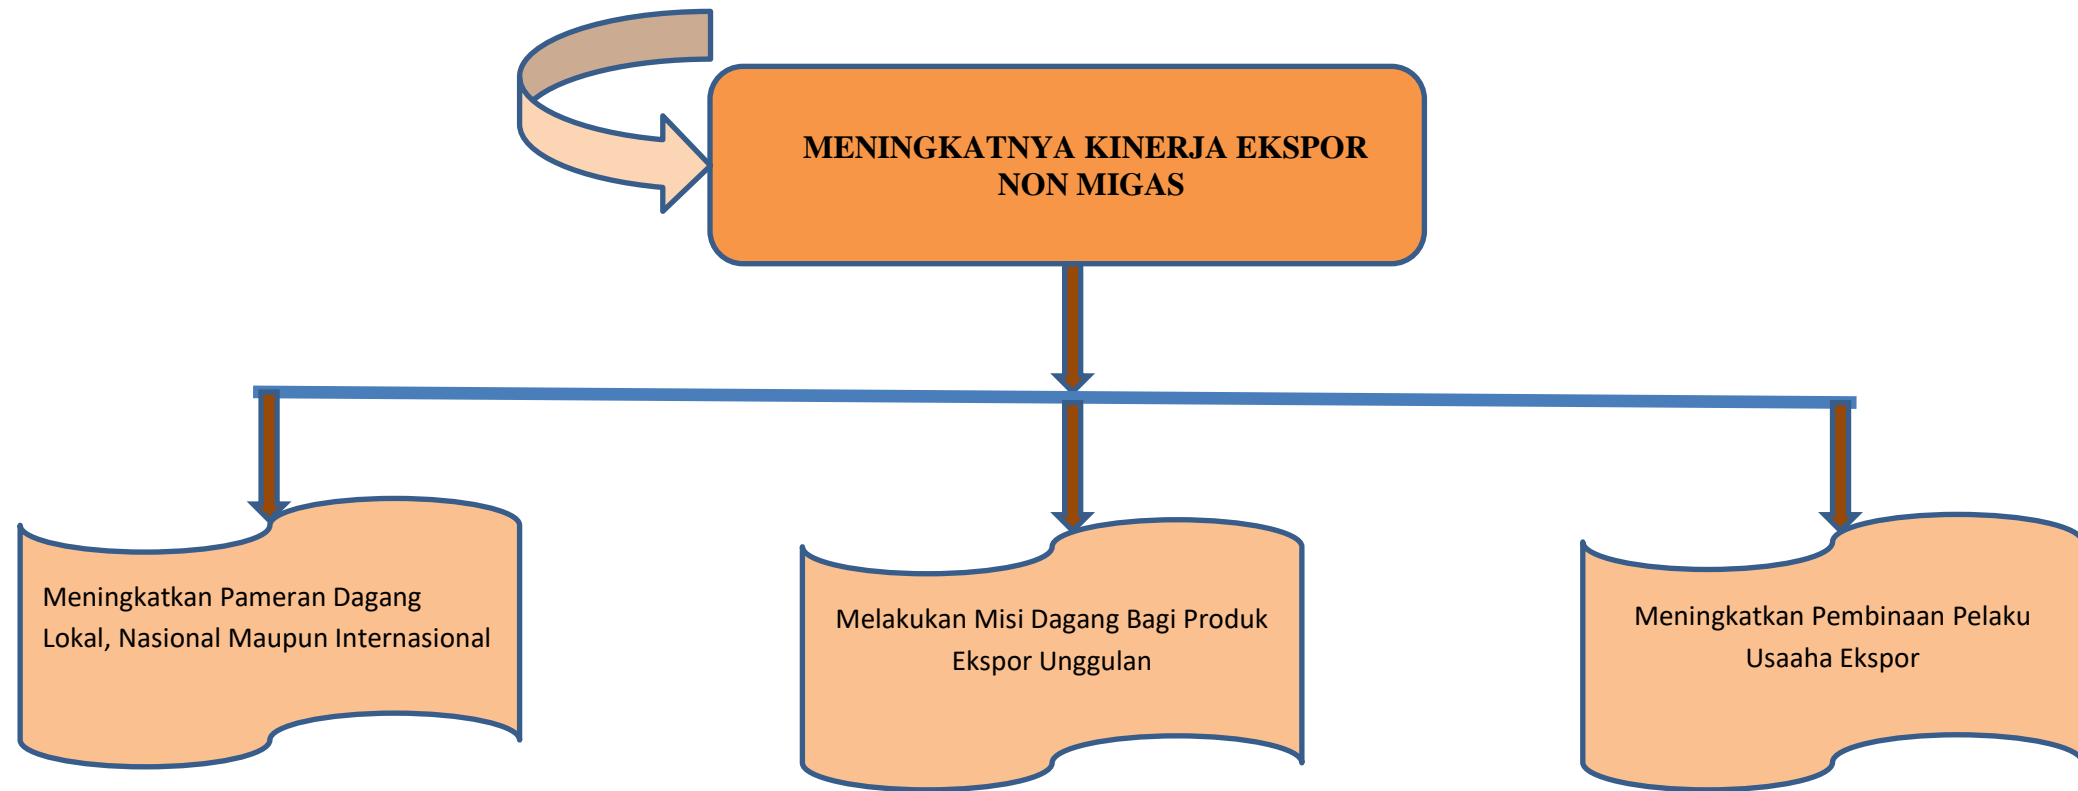 MENINGKATNYA KINERJA EKSPOR
NON MIGAS
Meningkatkan Pameran Dagang
Lokal, Nasional Maupun Internasional
Melakukan Misi Dagang Bagi Produk
Ekspor Unggulan
Meningkatkan Pembinaan Pelaku
Usaaha Ekspor